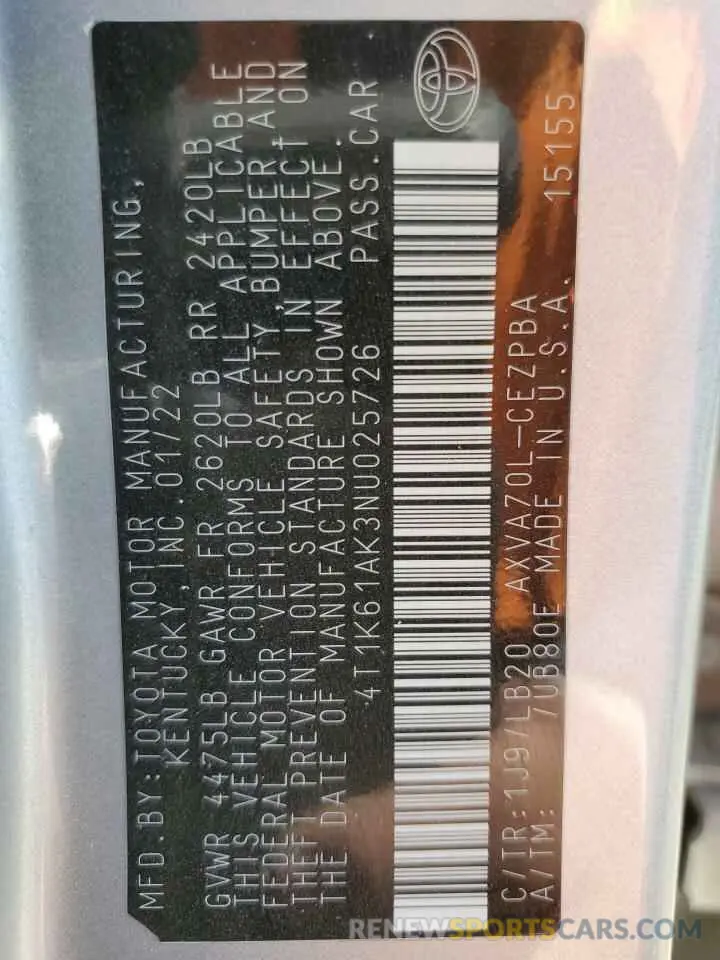 MFD.BY:TOYOTA MOTOR MANUFACTURING,
KENTUCKY,INC.01/22
GVWR 4475LB GAWR FR 2620LB RR 2420LB
THIS VEHICLE CONFORMS TO ALL APPLICABLE
FEDERAL MOTOR VEHICLE SAFETY,BUMPER,AND
THEFT PREVENTION STANDARDS IN EFFECT ON
THE DATE OF MANUFACTURE SHOWN ABOVE.
4T1K61AK3NU025726 PASS.CAR
C/TR:1J9/LB20 AXVA70L-CEZPBA
A/TM: /UB80E MADE IN U.S.A. 15155
RENEWSPORTSCARS.COM